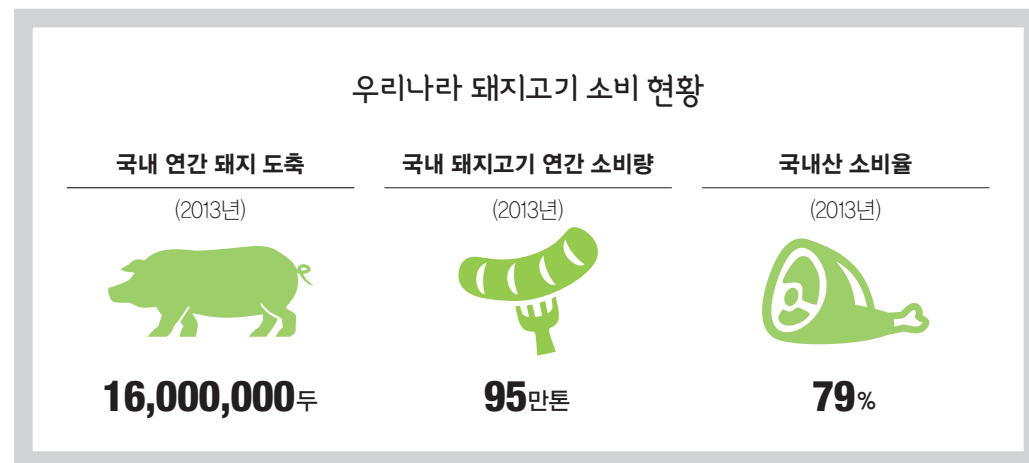 우리나라 돼지고기 소비 현황
국내 연간 돼지 도축
(2013년)
16,000,000두
국내 돼지고기 연간 소비량
(2013년)
95만톤
국내산 소비율
(2013년)
79%